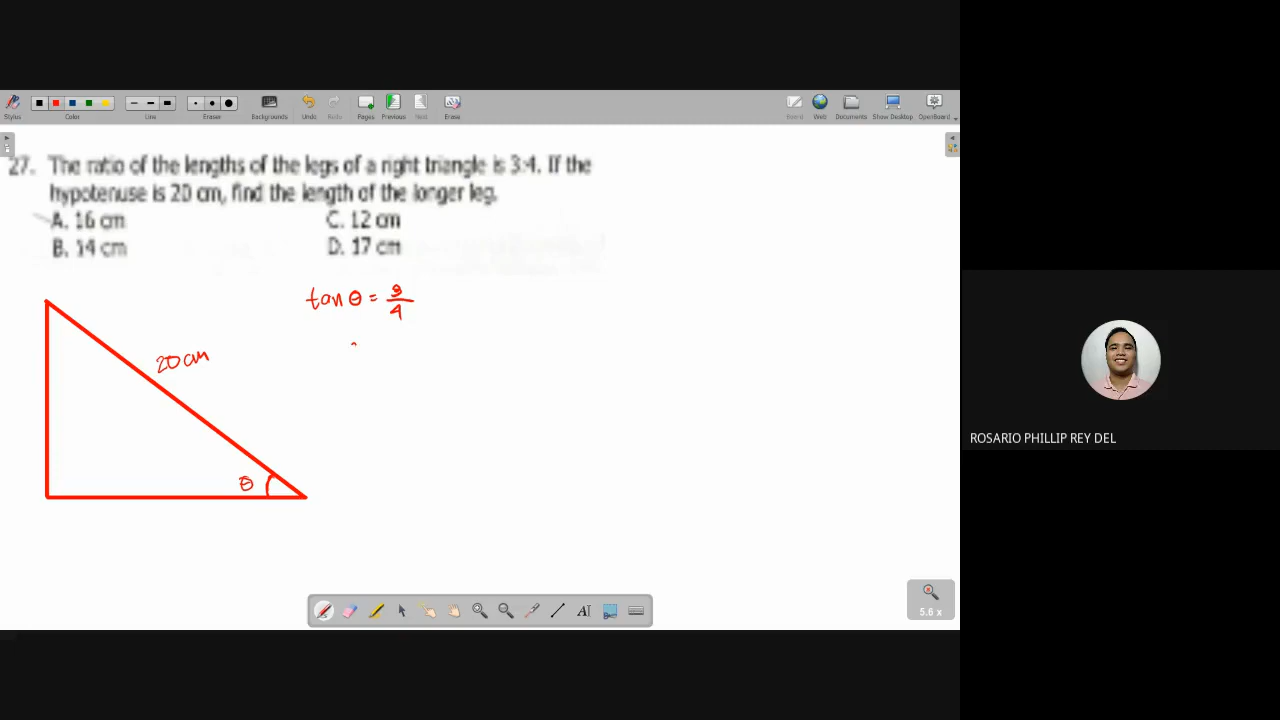 Stylus
Color
Line
Eraser
Backgrounds
Undo
Redo
Pages
Previous
Next
Erase
Board
Web
Documents
Show Desktop
OpenBoard
27. The ratio of the lengths of the legs of a right triangle is 3:4. If the
hypotenuse is 20 cm, find the length of the longer leg.
A. 16 cm
C. 12 cm
B. 14 cm
D. 17 cm
tan θ = 3/4
20 cm
θ
ROSARIO PHILLIP REY DEL
5.6 x